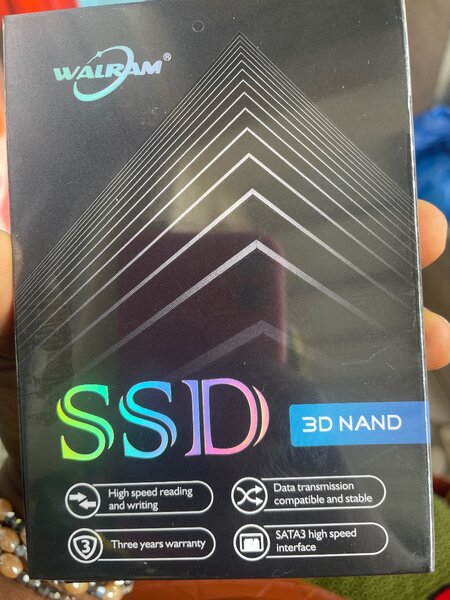 WALRAM®
SSD
3D NAND
High speed reading
and writing
Data transmission
compatible and stable
3
Three years warranty
SATA3 high speed
interface